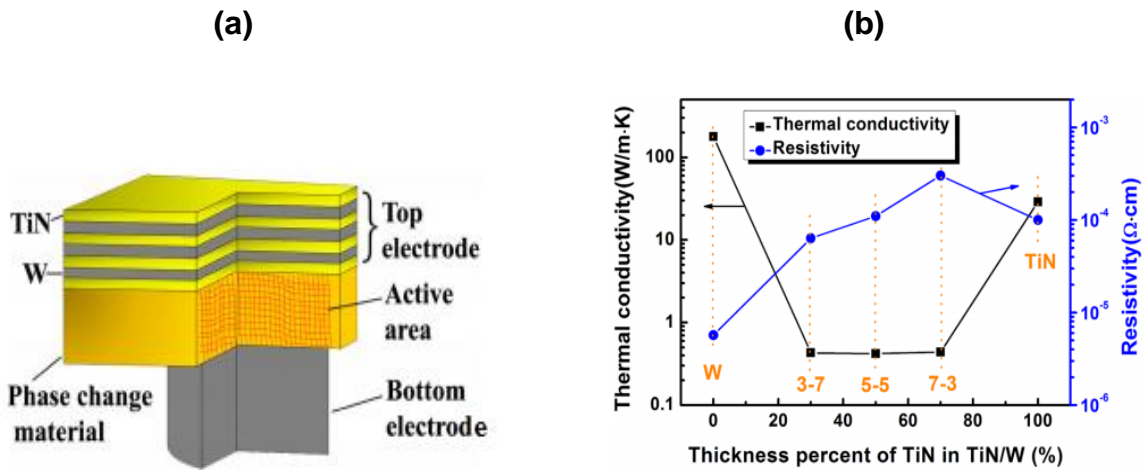 (a)
TiN
W
Top
electrode
Active
area
Phase change
material
Bottom
electrode
(b)
Thermal conductivity(W/m·K)
100
10
1
0.1
Thermal conductivity
Resistivity
W
3-7
5-5
7-3
TiN
0 20 40 60 80 100
Thickness percent of TiN in TiN/W (%)
10⁻³
10⁻⁴
10⁻⁵
10⁻⁶
Resistivity(Ω·cm)